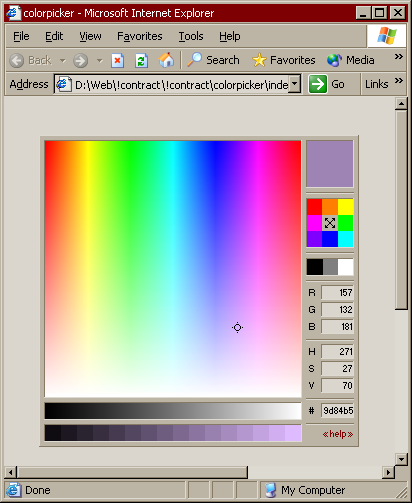 colorpicker - Microsoft Internet Explorer
File Edit View Favorites Tools Help
Back Search Favorites Media »
Address D:\Web\!contract\!contract\colorpicker\inde Go Links »
R 157
G 132
B 181
H 271
S 27
V 70
# 9d84b5
«help»
Done My Computer